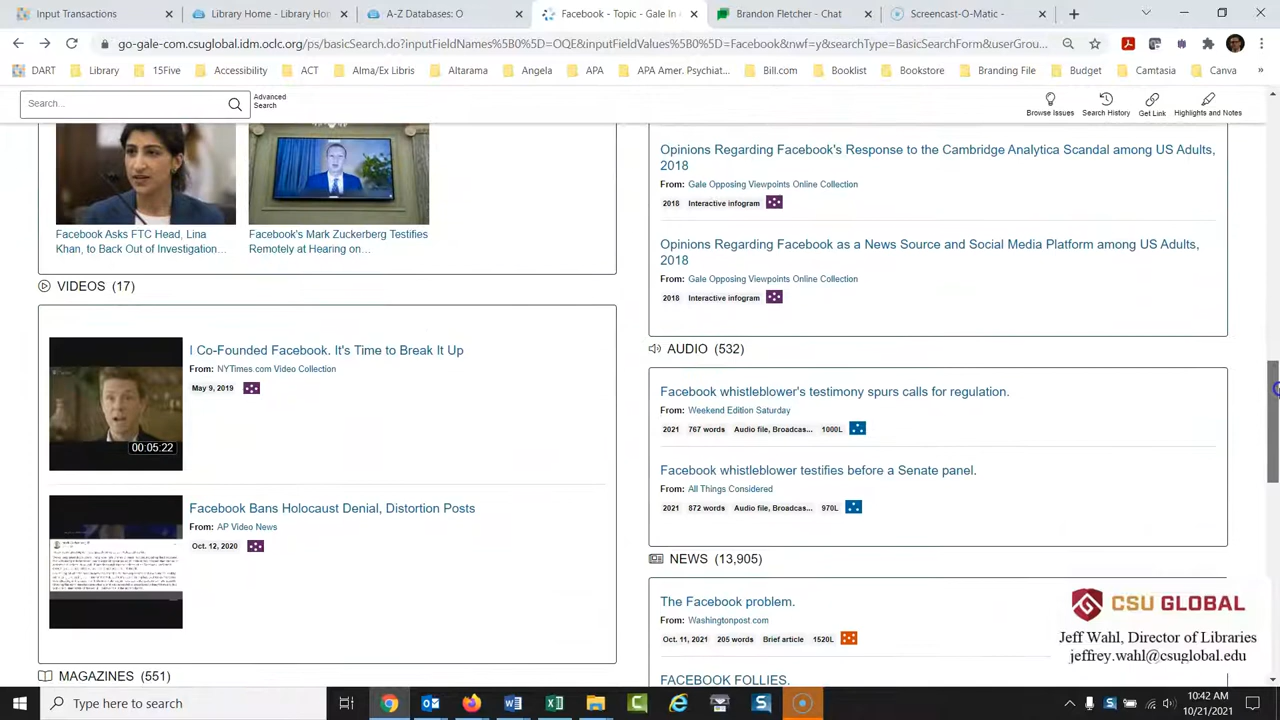 Instructions
A-Z Databases: O
Facebook - Topic - Gale In
Brandon Fletcher - Chat
Screencast-O-Matic -
go-gale-com.csuglobal.idm.oclc.org/ps/basicSearch.do?inputFieldNames%5B0%5D=OQE&inputFieldValues%5B0%5D=Facebook&nwf=y&searchType=BasicSearchForm&userGrou...
DART Library 15Five Accessibility ACT Alma/Ex Libris Altarama Angela APA APA Amer. Psychiat... Bill.com Booklist Bookstore Branding File Budget Camtasia Canva »
Search...
Advanced
Search
Browse Issues Search History Get Link Highlights and Notes
Facebook Asks FTC Head, Lina
Khan, to Back Out of Investigation...
Facebook's Mark Zuckerberg Testifies
Remotely at Hearing on...
VIDEOS (17)
I Co-Founded Facebook. It's Time to Break It Up
From: NYTimes.com Video Collection
May 9, 2019
00:05:22
Facebook Bans Holocaust Denial, Distortion Posts
From: AP Video News
Oct. 12, 2020
MAGAZINES (551)
Opinions Regarding Facebook's Response to the Cambridge Analytica Scandal among US Adults,
2018
From: Gale Opposing Viewpoints Online Collection
2018 Interactive infogram
Opinions Regarding Facebook as a News Source and Social Media Platform among US Adults,
2018
From: Gale Opposing Viewpoints Online Collection
2018 Interactive infogram
AUDIO (532)
Facebook whistleblower's testimony spurs calls for regulation.
From: Weekend Edition Saturday
2021 767 words Audio file, Broadcas... 1000L
Facebook whistleblower testifies before a Senate panel.
From: All Things Considered
2021 872 words Audio file, Broadcas... 970L
NEWS (13,905)
The Facebook problem.
From: Washingtonpost.com
Oct. 11, 2021 205 words Brief article 1520L
FACEBOOK FOLLIES.
CSU GLOBAL
Jeff Wahl, Director of Libraries
jeffrey.wahl@csuglobal.edu
Type here to search
10:42 AM
10/21/2021